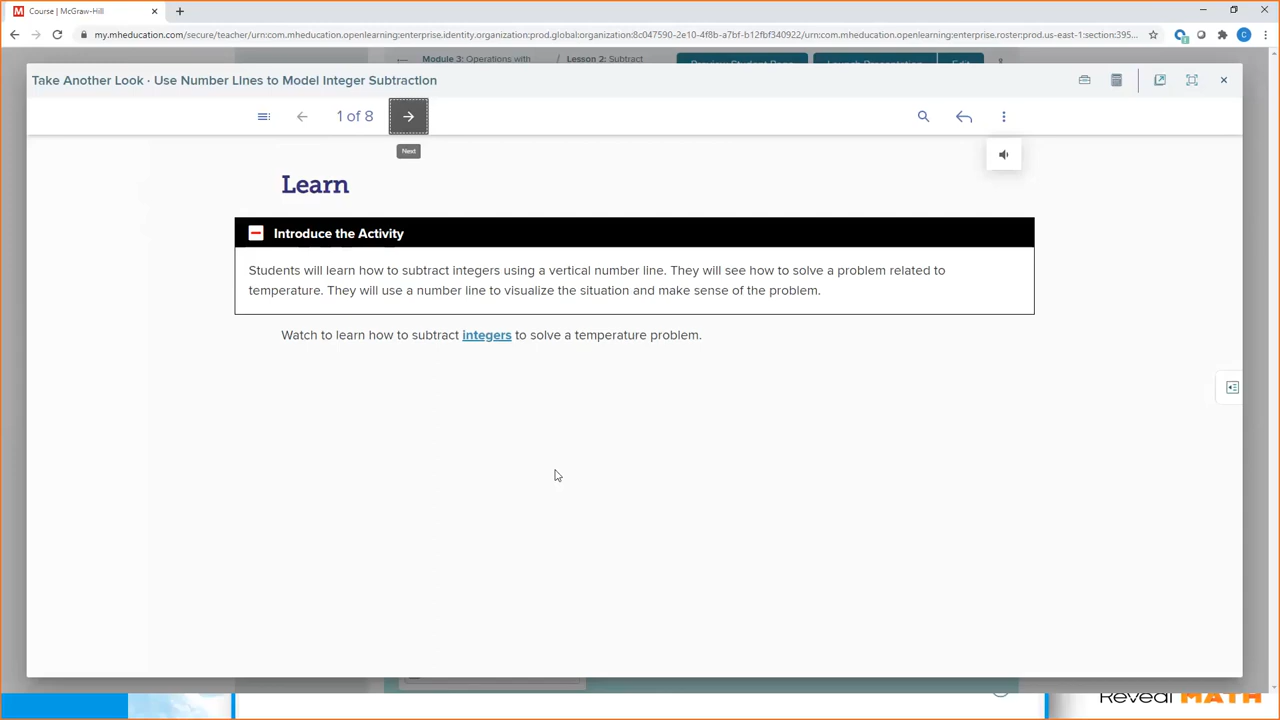 Course | McGraw-Hill
my.mheducation.com/secure/teacher/urn:com.mheducation.openlearning:enterprise.identity.organization:prod.global:organization:8c047590-2e10-4f8b-a7bf-b12fbf340922/urn:com.mheducation.openlearning:enterprise.roster:prod.us-east-1:section:395...
C
Module 3: Operations with
/ Lesson 2: Subtract
Take Another Look · Use Number Lines to Model Integer Subtraction
1 of 8
Next
Learn
Introduce the Activity
Students will learn how to subtract integers using a vertical number line. They will see how to solve a problem related to
temperature. They will use a number line to visualize the situation and make sense of the problem.
Watch to learn how to subtract integers to solve a temperature problem.
Reveal MATH